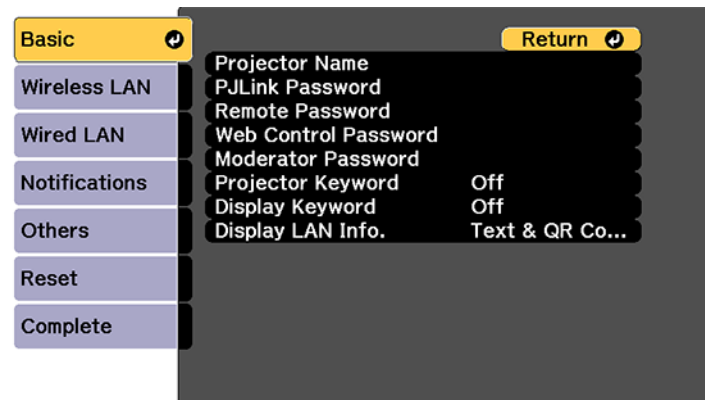 Basic
Wireless LAN
Wired LAN
Notifications
Others
Reset
Complete
Return
Projector Name
PJLink Password
Remote Password
Web Control Password
Moderator Password
Projector Keyword Off
Display Keyword Off
Display LAN Info. Text & QR Co...